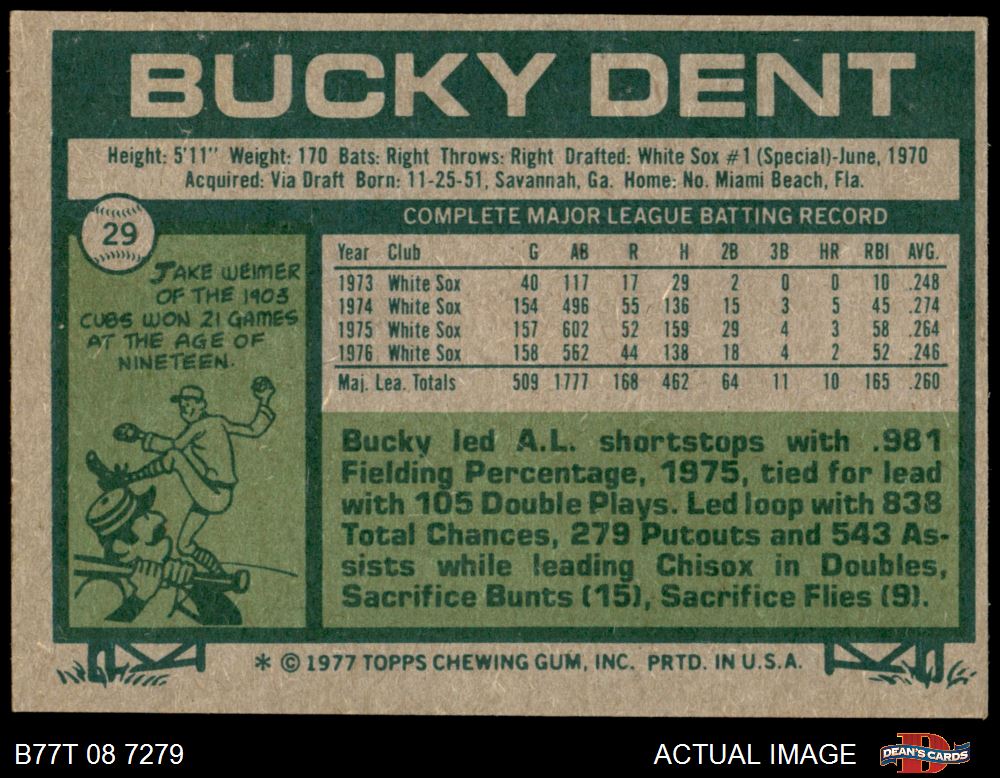 BUCKY DENT
Height: 5'11" Weight: 170 Bats: Right Throws: Right Drafted: White Sox #1 (Special)-June, 1970
Acquired: Via Draft Born: 11-25-51, Savannah, Ga. Home: No. Miami Beach, Fla.
29
JAKE WEIMER
OF THE 1903
CUBS WON 21 GAMES
AT THE AGE OF
NINETEEN.
COMPLETE MAJOR LEAGUE BATTING RECORD
Year Club G AB R H 2B 3B HR RBI AVG.
1973 White Sox 40 117 17 29 2 0 0 10 .248
1974 White Sox 154 496 55 136 15 3 5 45 .274
1975 White Sox 157 602 52 159 29 4 3 58 .264
1976 White Sox 158 562 44 138 18 4 2 52 .246
Maj. Lea. Totals 509 1777 168 462 64 11 10 165 .260
Bucky led A.L. shortstops with .981
Fielding Percentage, 1975, tied for lead
with 105 Double Plays. Led loop with 838
Total Chances, 279 Putouts and 543 As-
sists while leading Chisox in Doubles,
Sacrifice Bunts (15), Sacrifice Flies (9).
* © 1977 TOPPS CHEWING GUM, INC. PRTD. IN U.S.A.
B77T 08 7279
ACTUAL IMAGE
DEAN'S CARDS